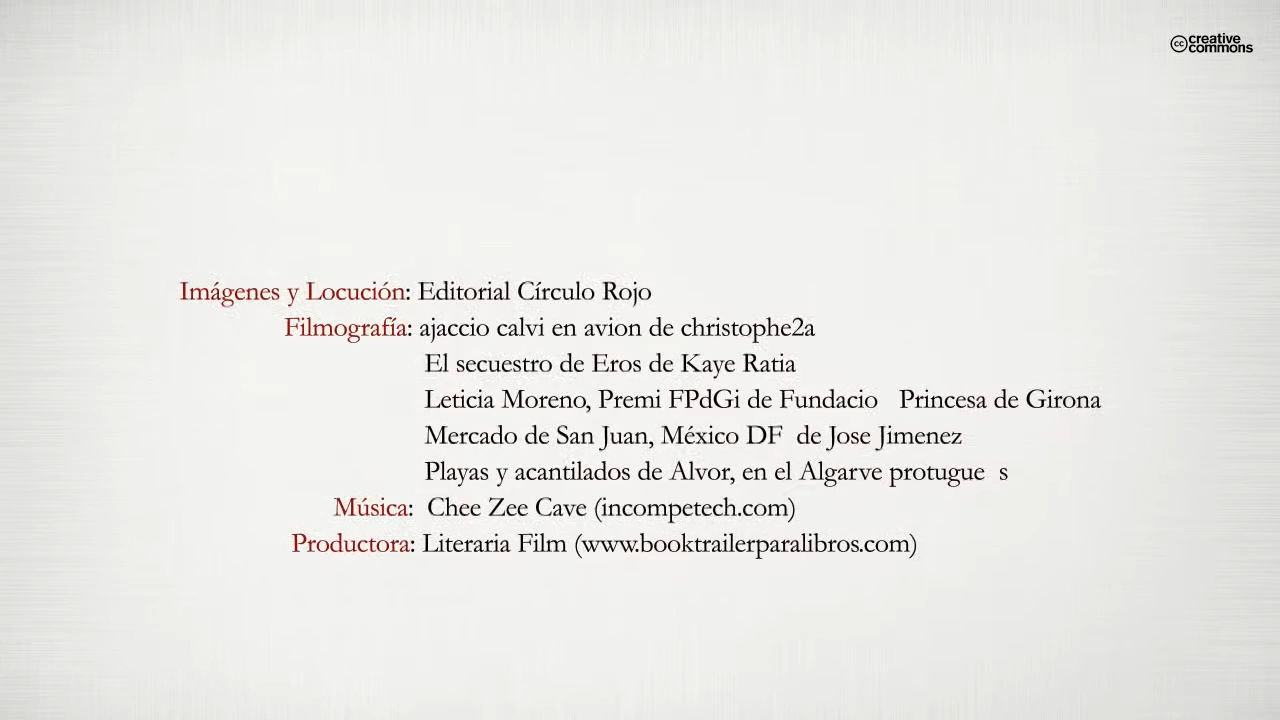 creative
commons
Imágenes y Locución: Editorial Círculo Rojo
Filmografía: ajaccio calvi en avion de christophe2a
El secuestro de Eros de Kaye Ratia
Leticia Moreno, Premi FPdGi de Fundacio   Princesa de Girona
Mercado de San Juan, México DF  de Jose Jimenez
Playas y acantilados de Alvor, en el Algarve protugue  s
Música:  Chee Zee Cave (incompetech.com)
Productora: Literaria Film (www.booktrailerparalibros.com)